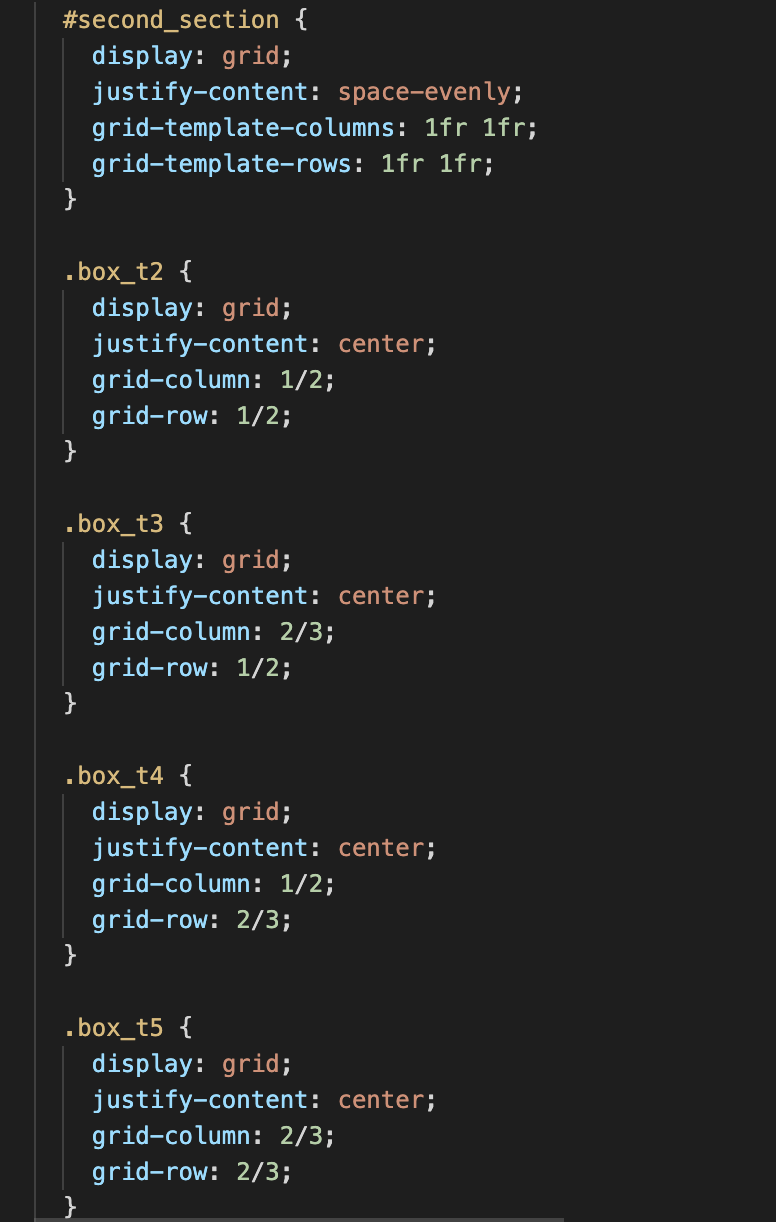 #second_section {
  display: grid;
  justify-content: space-evenly;
  grid-template-columns: 1fr 1fr;
  grid-template-rows: 1fr 1fr;
}

.box_t2 {
  display: grid;
  justify-content: center;
  grid-column: 1/2;
  grid-row: 1/2;
}

.box_t3 {
  display: grid;
  justify-content: center;
  grid-column: 2/3;
  grid-row: 1/2;
}

.box_t4 {
  display: grid;
  justify-content: center;
  grid-column: 1/2;
  grid-row: 2/3;
}

.box_t5 {
  display: grid;
  justify-content: center;
  grid-column: 2/3;
  grid-row: 2/3;
}